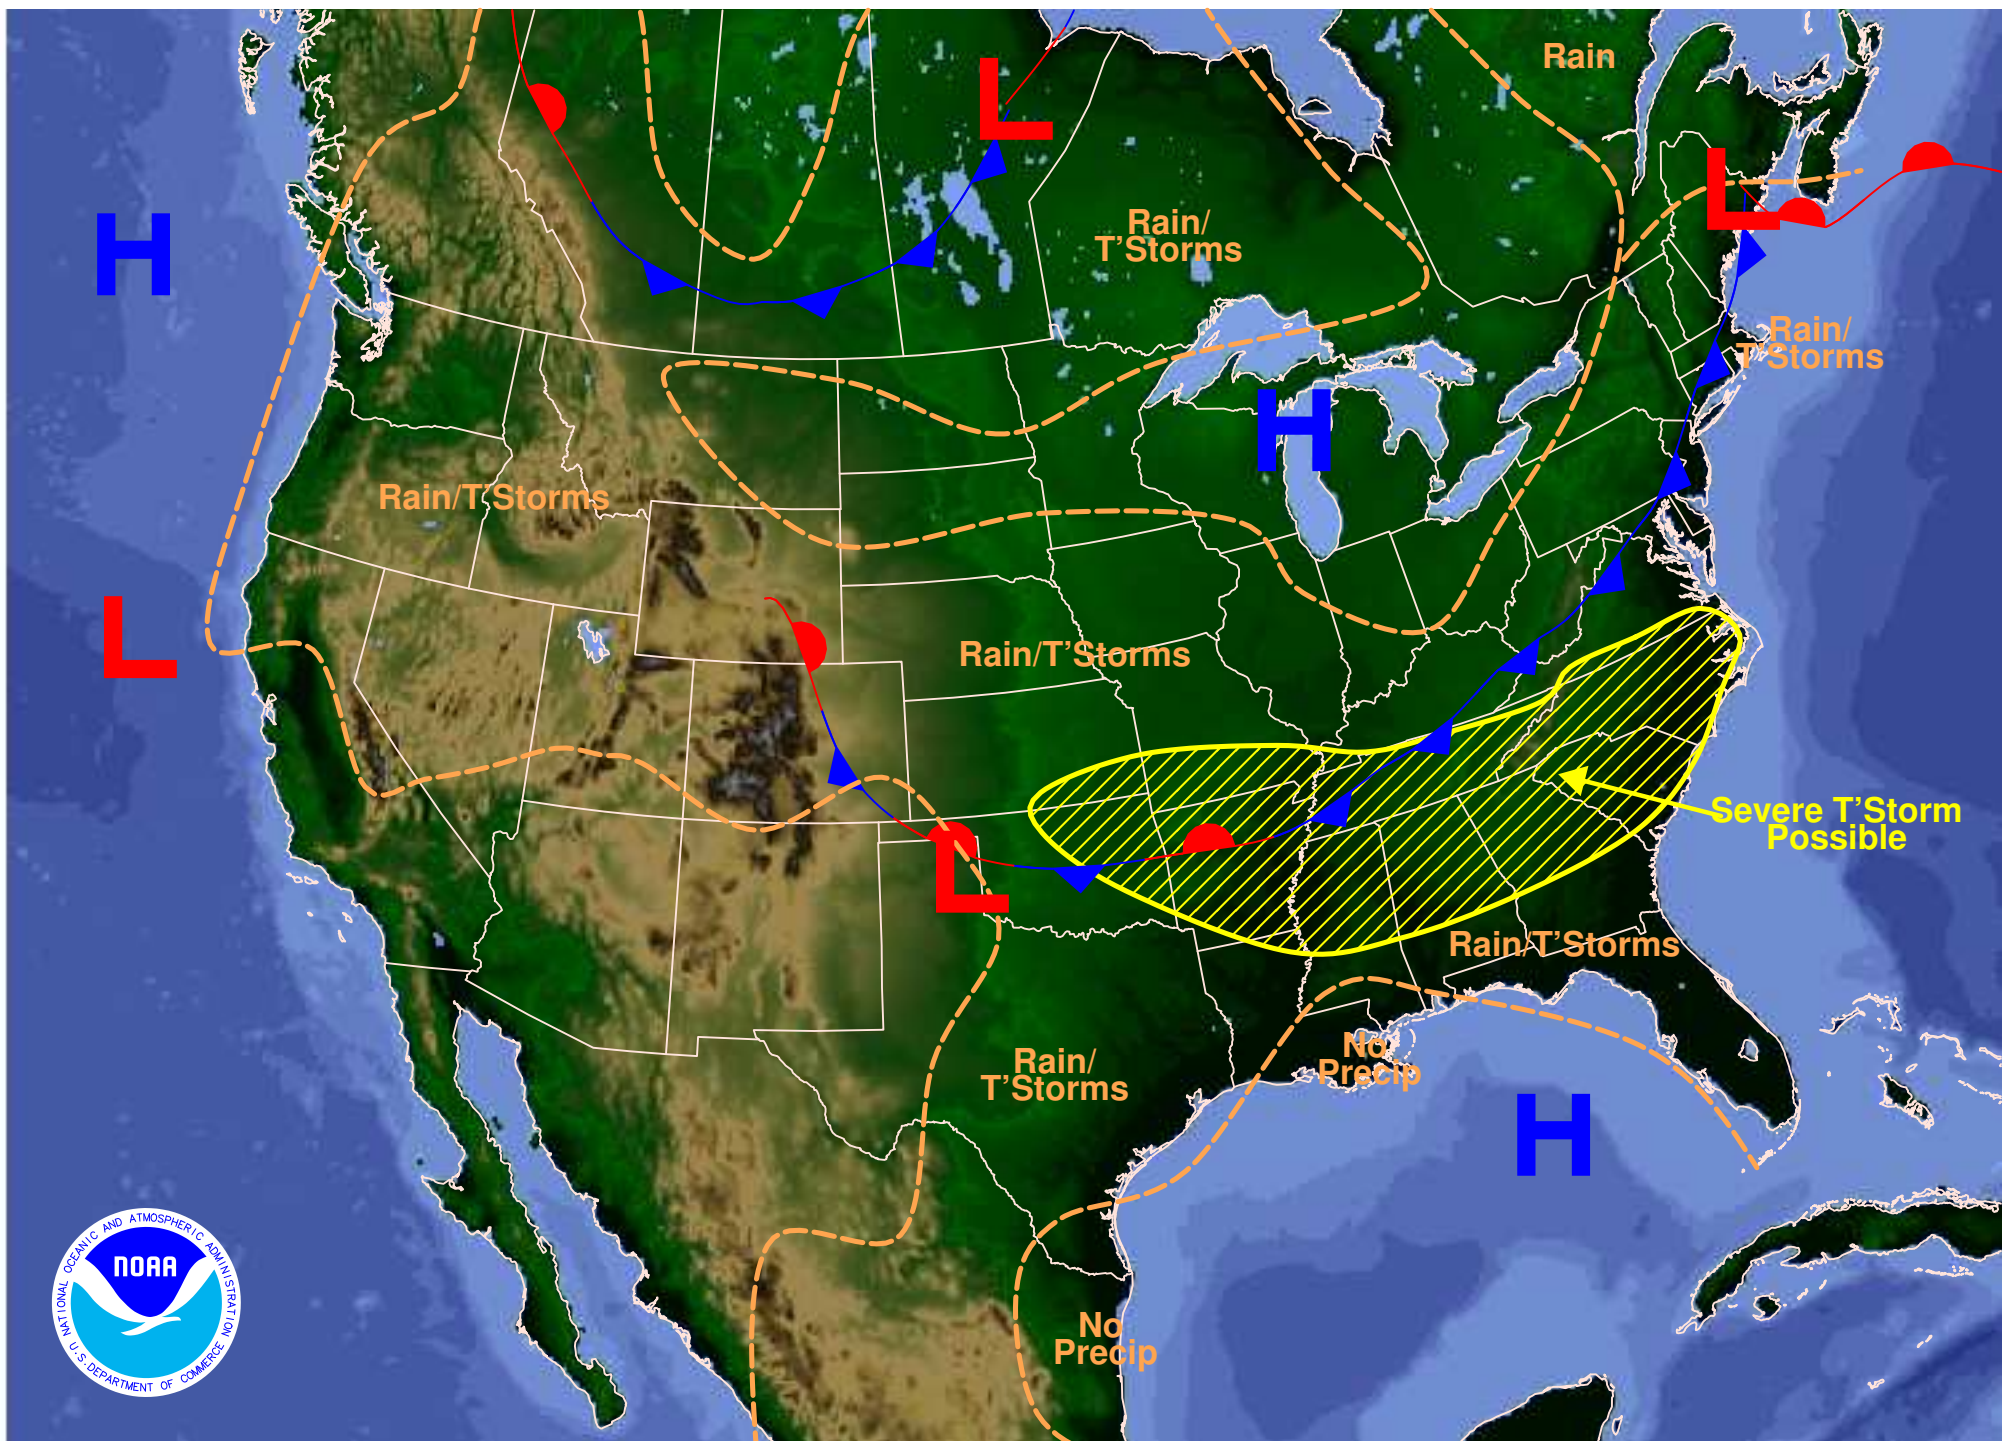 Rain
L
L
Rain/
T'Storms
H
Rain/
T'Storms
H
Rain/T'Storms
L
Rain/T'Storms
Severe T'Storm
Possible
L
Rain/T'Storms
No
Precip
Rain/
T'Storms
H
No
Precip
NATIONAL OCEANIC AND ATMOSPHERIC ADMINISTRATION
NOAA
U.S. DEPARTMENT OF COMMERCE